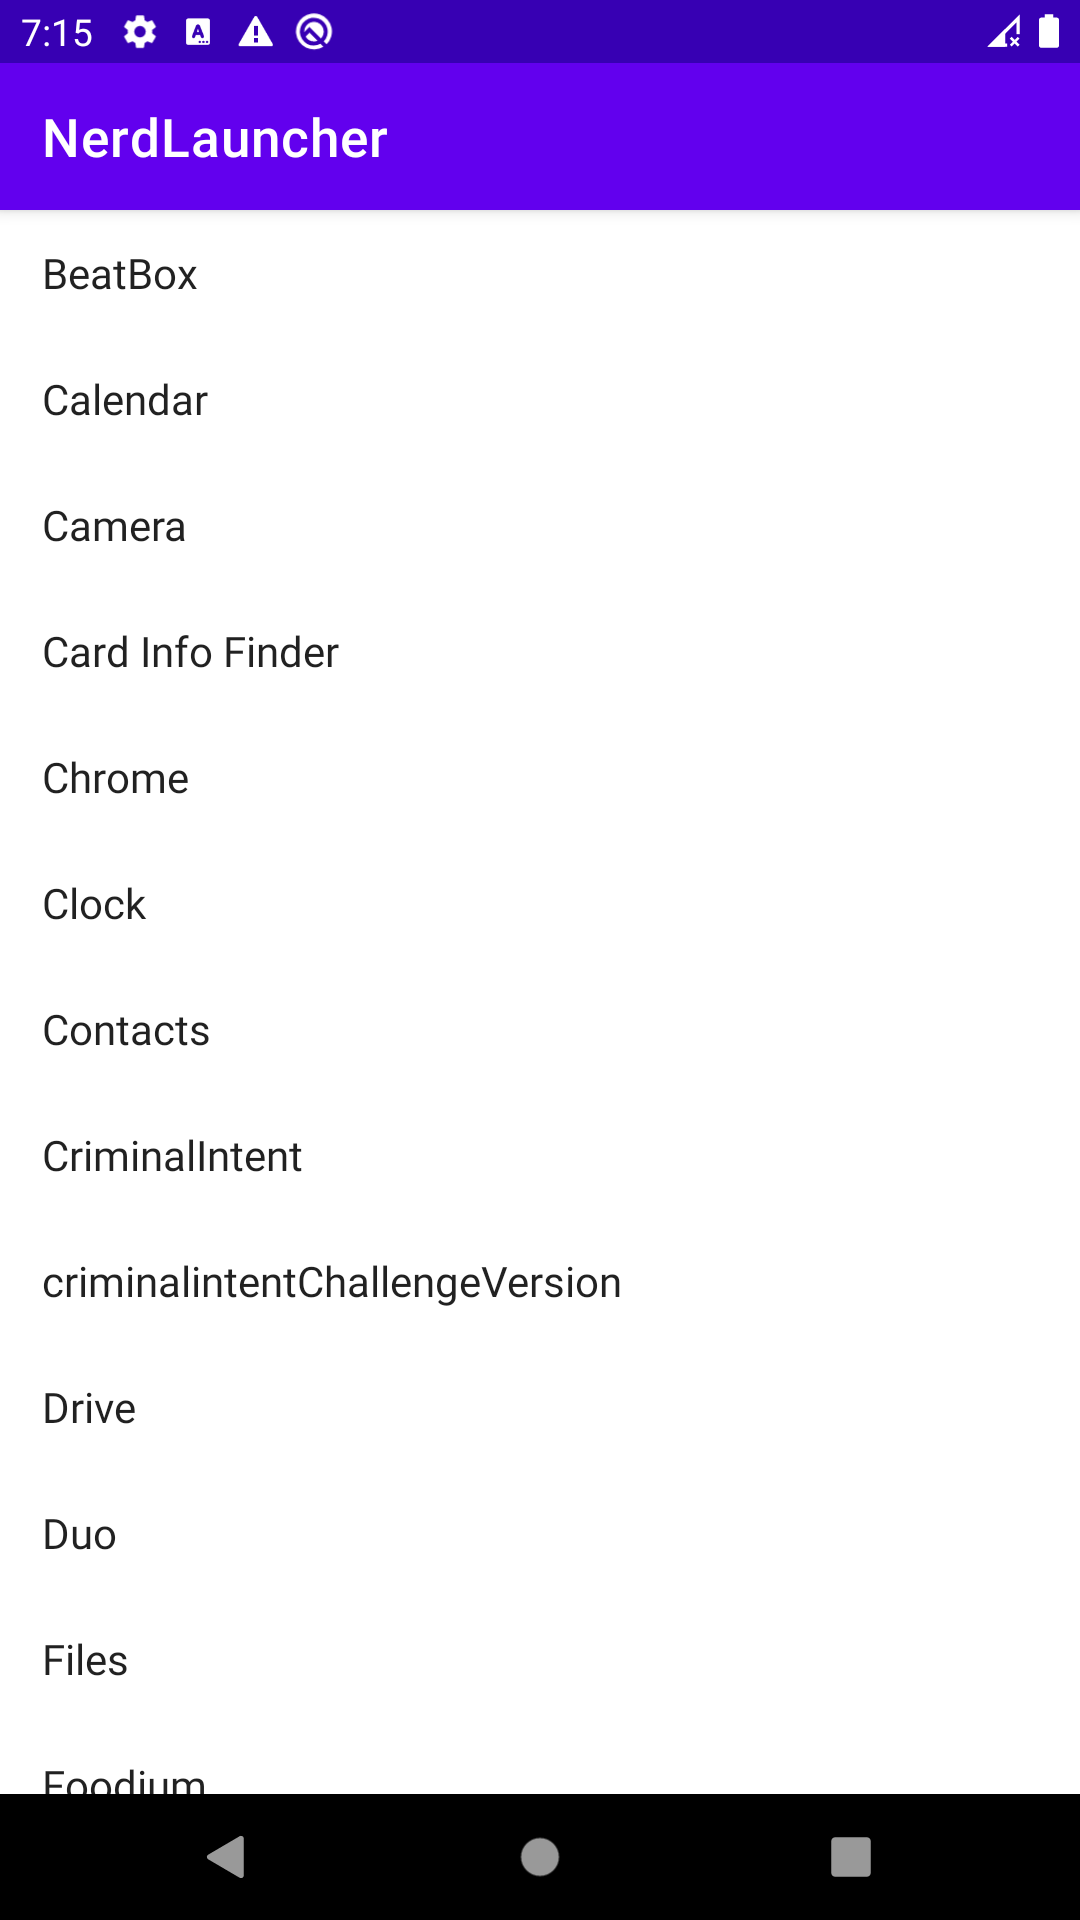 7:15
NerdLauncher
BeatBox
Calendar
Camera
Card Info Finder
Chrome
Clock
Contacts
CriminalIntent
criminalintentChallengeVersion
Drive
Duo
Files
Foodium